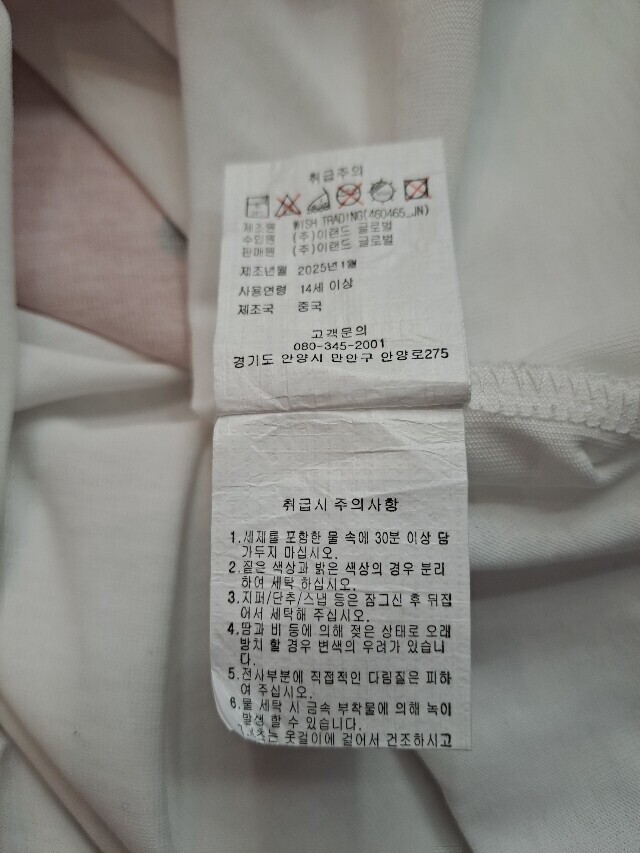 취급주의
제조원 WISH TRADING(460465_JN)
수입원 (주)이랜드 글로벌
판매원 (주)이랜드 글로벌
제조년월 2025년 1월
사용연령 14세 이상
제조국 중국
고객문의
080-345-2001
경기도 안양시 만안구 안양로275
취급시 주의사항
1.세제를 포함한 물 속에 30분 이상 담
가두지 마십시오.
2.짙은 색상과 밝은 색상의 경우 분리
하여 세탁 하십시오.
3.지퍼/단추/스냅 등은 잠그신 후 뒤집
어서 세탁해 주십시오.
4.땀과 비 등에 의해 젖은 상태로 오래
방치 할 경우 변색의 우려가 있습니
다.
5.전사부분에 직접적인 다림질은 피하
여 주십시오.
6.물 세탁 시 금속 부착물에 의해 녹이
발생 할 수 있습니다.
옷걸이에 걸어서 건조하시고